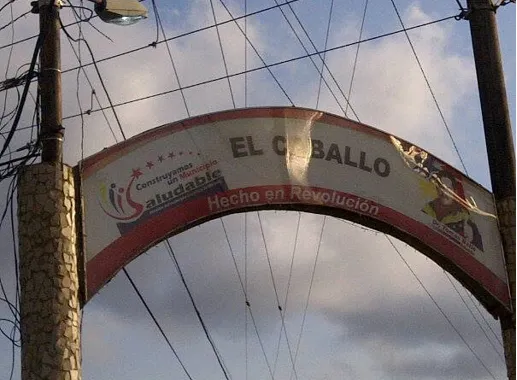 Construyamos
un Municipio
Saludable
EL CABALLO
Hecho en Revolución